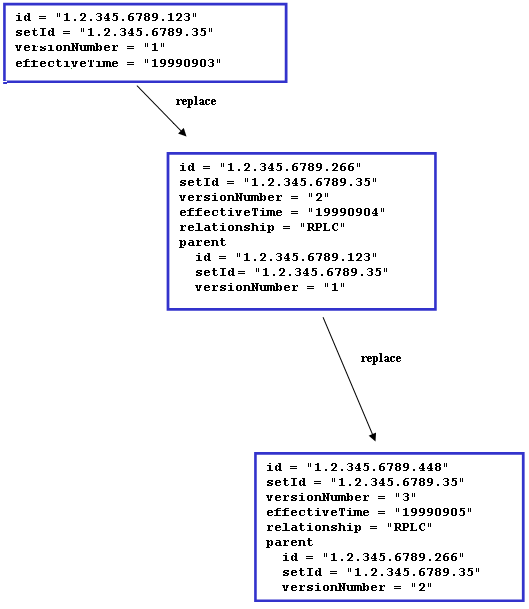 id = "1.2.345.6789.123"
setId = "1.2.345.6789.35"
versionNumber = "1"
effectiveTime = "19990903"
replace
id = "1.2.345.6789.266"
setId = "1.2.345.6789.35"
versionNumber = "2"
effectiveTime = "19990904"
relationship = "RPLC"
parent
id = "1.2.345.6789.123"
setId= "1.2.345.6789.35"
versionNumber = "1"
replace
id = "1.2.345.6789.448"
setId = "1.2.345.6789.35"
versionNumber = "3"
effectiveTime = "19990905"
relationship = "RPLC"
parent
id = "1.2.345.6789.266"
setId = "1.2.345.6789.35"
versionNumber = "2"